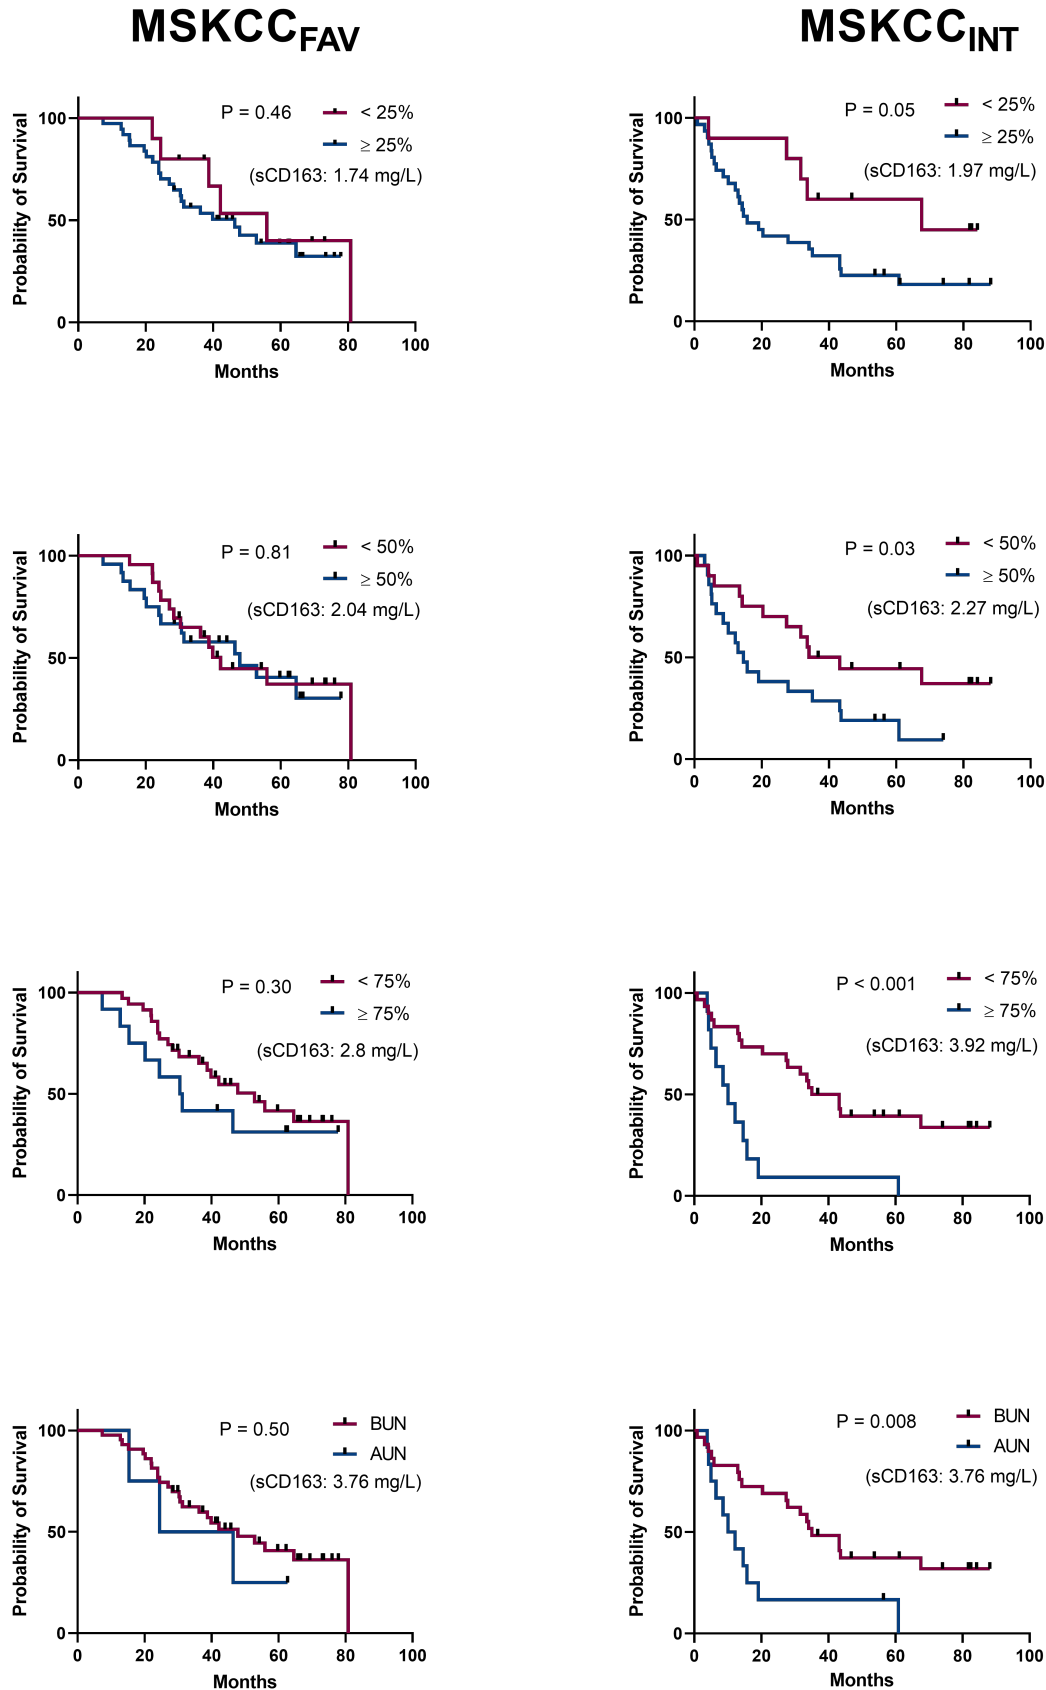 MSKCCFAV
MSKCCINT
Probability of Survival
100
50
0
P = 0.46
< 25%
≥ 25%
(sCD163: 1.74 mg/L)
0 20 40 60 80 100
Months
Probability of Survival
100
50
0
P = 0.05
< 25%
≥ 25%
(sCD163: 1.97 mg/L)
0 20 40 60 80 100
Months
Probability of Survival
100
50
0
P = 0.81
< 50%
≥ 50%
(sCD163: 2.04 mg/L)
0 20 40 60 80 100
Months
Probability of Survival
100
50
0
P = 0.03
< 50%
≥ 50%
(sCD163: 2.27 mg/L)
0 20 40 60 80 100
Months
Probability of Survival
100
50
0
P = 0.30
< 75%
≥ 75%
(sCD163: 2.8 mg/L)
0 20 40 60 80 100
Months
Probability of Survival
100
50
0
P < 0.001
< 75%
≥ 75%
(sCD163: 3.92 mg/L)
0 20 40 60 80 100
Months
Probability of Survival
100
50
0
P = 0.50
BUN
AUN
(sCD163: 3.76 mg/L)
0 20 40 60 80 100
Months
Probability of Survival
100
50
0
P = 0.008
BUN
AUN
(sCD163: 3.76 mg/L)
0 20 40 60 80 100
Months